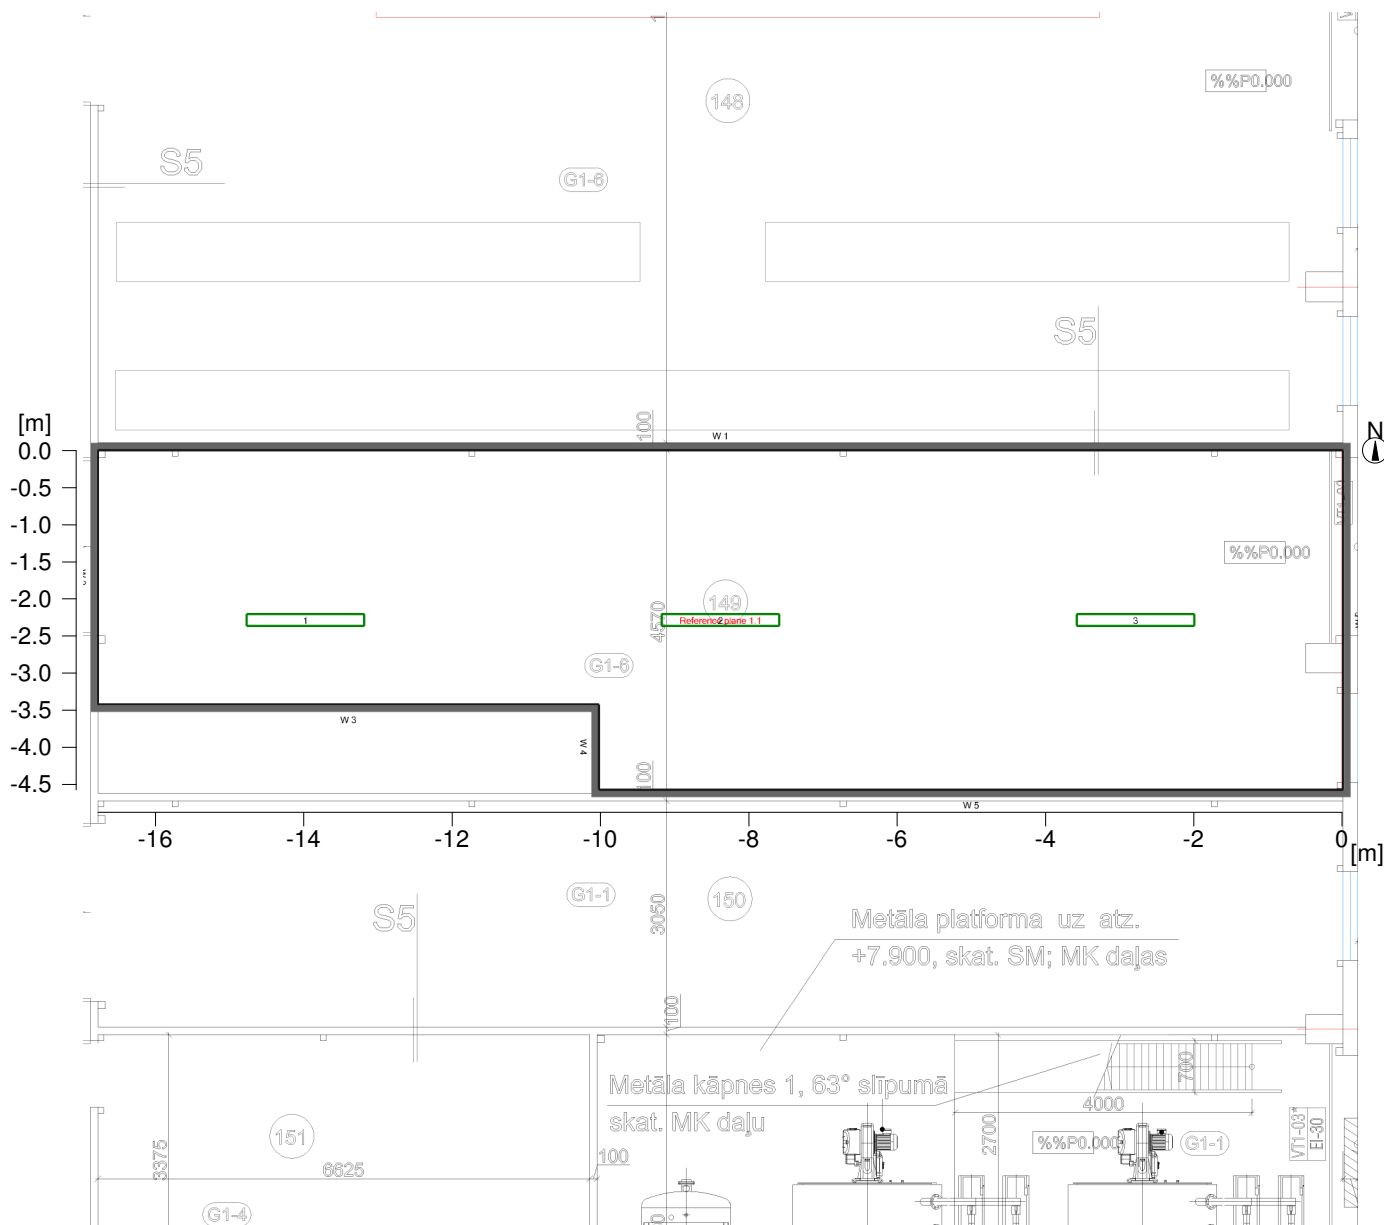 1
148
%%P0.000
S5
G1-6
S5
100
W 1
[m]
N
0.0
-0.5
-1.0
-1.5
-2.0
-2.5
-3.0
-3.5
-4.0
-4.5
%%P0.000
149
4570
1
Reference plane 1.1
2
3
G1-6
W 3
W 4
100
W 5
-16
-14
-12
-10
-8
-6
-4
-2
0
[m]
G1-1
150
S5
3050
Metāla platforma uz atz.
+7.900, skat. SM; MK daļas
100
Metāla kāpnes 1, 63° slīpumā
skat. MK daļu
700
4000
2700
151
3375
6625
100
%%P0.000
G1-1
VT1-03*
EI-30
G1-4